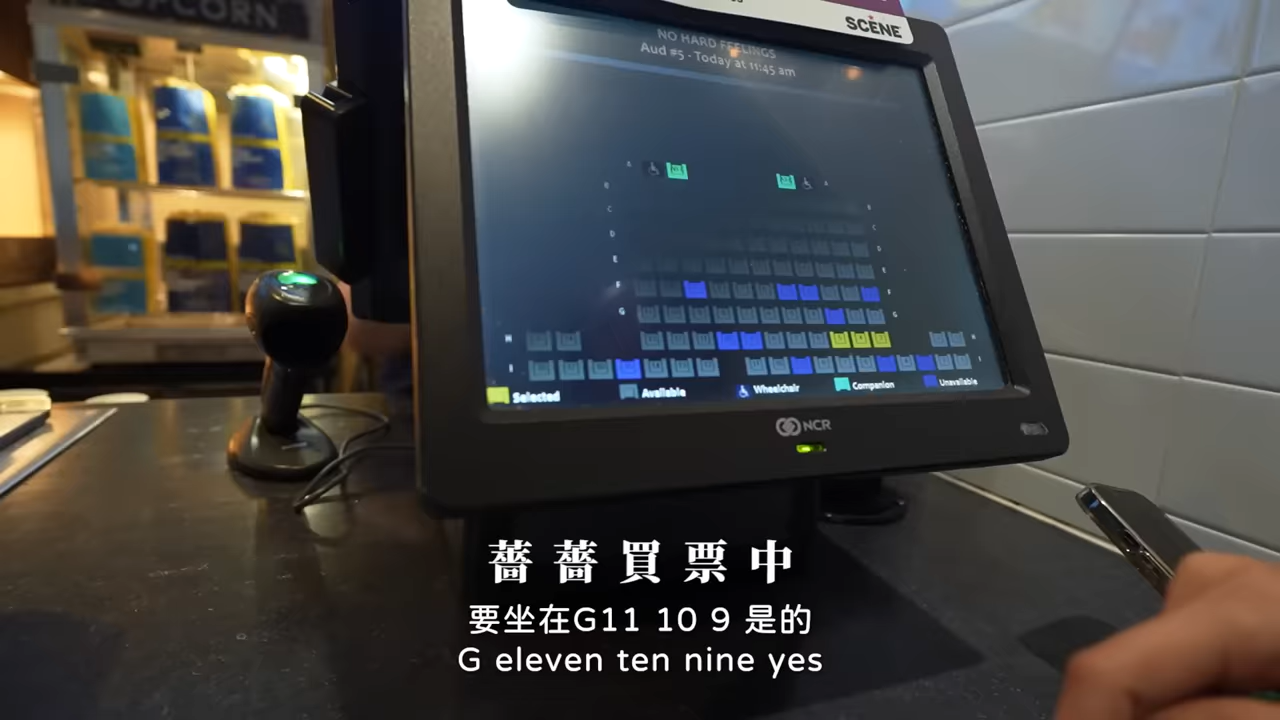 POPCORN
SCENE
NO HARD FEELINGS
Aud #5 - Today at 11:45 am
A
A
B
B
C
C
D
D
E
E
F
F
G
G
H
H
I
I
Selected
Available
Wheelchair
Companion
Unavailable
NCR
薔薔買票中
要坐在G11 10 9 是的
G eleven ten nine yes